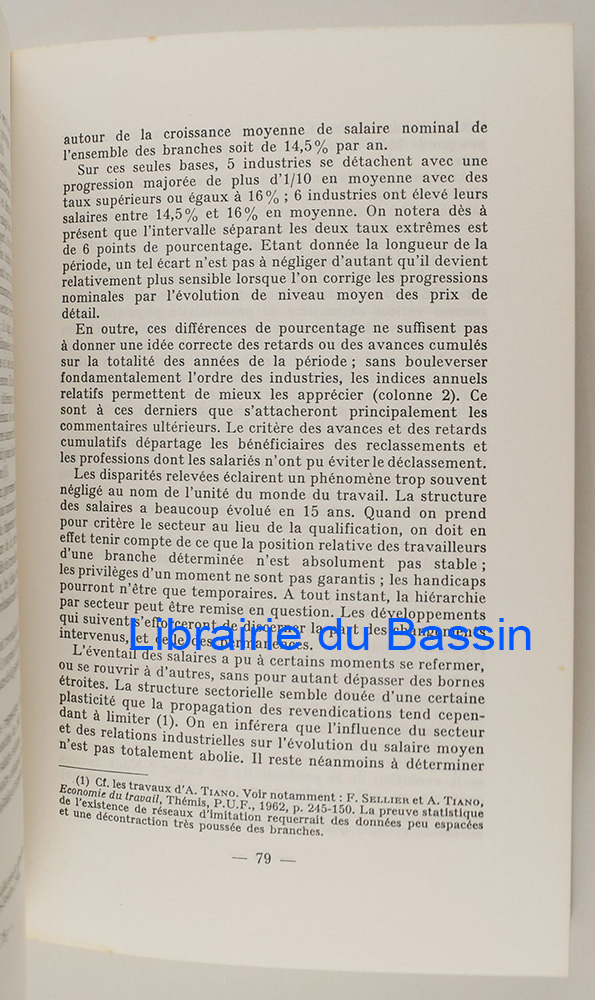 autour de la croissance moyenne de salaire nominal de
l'ensemble des branches soit de 14,5 % par an.
Sur ces seules bases, 5 industries se détachent avec une
progression majorée de plus d'1/10 en moyenne avec des
taux supérieurs ou égaux à 16 % ; 6 industries ont élevé leurs
salaires entre 14,5 % et 16 % en moyenne. On notera dès à
présent que l'intervalle séparant les deux taux extrêmes est
de 6 points de pourcentage. Etant donnée la longueur de la
période, un tel écart n'est pas à négliger d'autant qu'il devient
relativement plus sensible lorsque l'on corrige les progressions
nominales par l'évolution de niveau moyen des prix de
détail.
En outre, ces différences de pourcentage ne suffisent pas
à donner une idée correcte des retards ou des avances cumulés
sur la totalité des années de la période ; sans bouleverser
fondamentalement l'ordre des industries, les indices annuels
relatifs permettent de mieux les apprécier (colonne 2). Ce
sont à ces derniers que s'attacheront principalement les
commentaires ultérieurs. Le critère des avances et des retards
cumulatifs départage les bénéficiaires des reclassements et
les professions dont les salariés n'ont pu éviter le déclassement.
Les disparités relevées éclairent un phénomène trop souvent
négligé au nom de l'unité du monde du travail. La structure
des salaires a beaucoup évolué en 15 ans. Quand on prend
pour critère le secteur au lieu de la qualification, on doit en
effet tenir compte de ce que la position relative des travailleurs
d'une branche déterminée n'est absolument pas stable ;
les privilèges d'un moment ne sont pas garantis ; les handicaps
pourront n'être que temporaires. A tout instant, la hiérarchie
par secteur peut être remise en question. Les développements
qui suivent s'efforceront de discerner la part des changements
Librairie du Bassin
intervenus, et celle des permanences.
L'éventail des salaires a pu à certains moments se refermer,
ou se rouvrir à d'autres, sans pour autant dépasser des bornes
étroites. La structure sectorielle semble douée d'une certaine
plasticité que la propagation des revendications tend cepen-
dant à limiter (1). On en inférera que l'influence du secteur
et des relations industrielles sur l'évolution du salaire moyen
n'est pas totalement abolie. Il reste néanmoins à déterminer
(1) Cf. les travaux d'A. TIANO. Voir notamment : F. SELLIER et A. TIANO,
Economie du travail, Thémis, P.U.F., 1962, p. 245-150. La preuve statistique
de l'existence de réseaux d'imitation requerrait des données peu espacées
et une décontraction très poussée des branches.
— 79 —